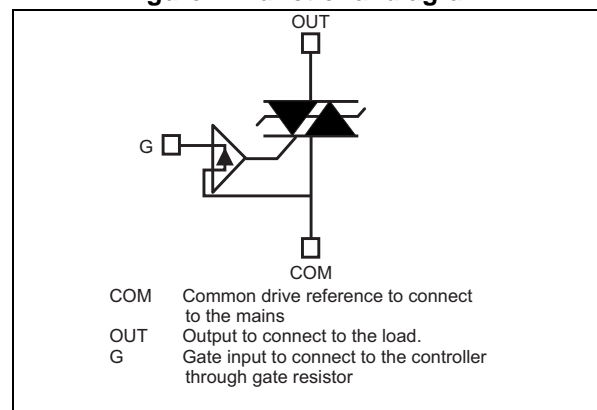 OUT
G
COM
COM Common drive reference to connect
to the mains
OUT Output to connect to the load.
G Gate input to connect to the controller
through gate resistor